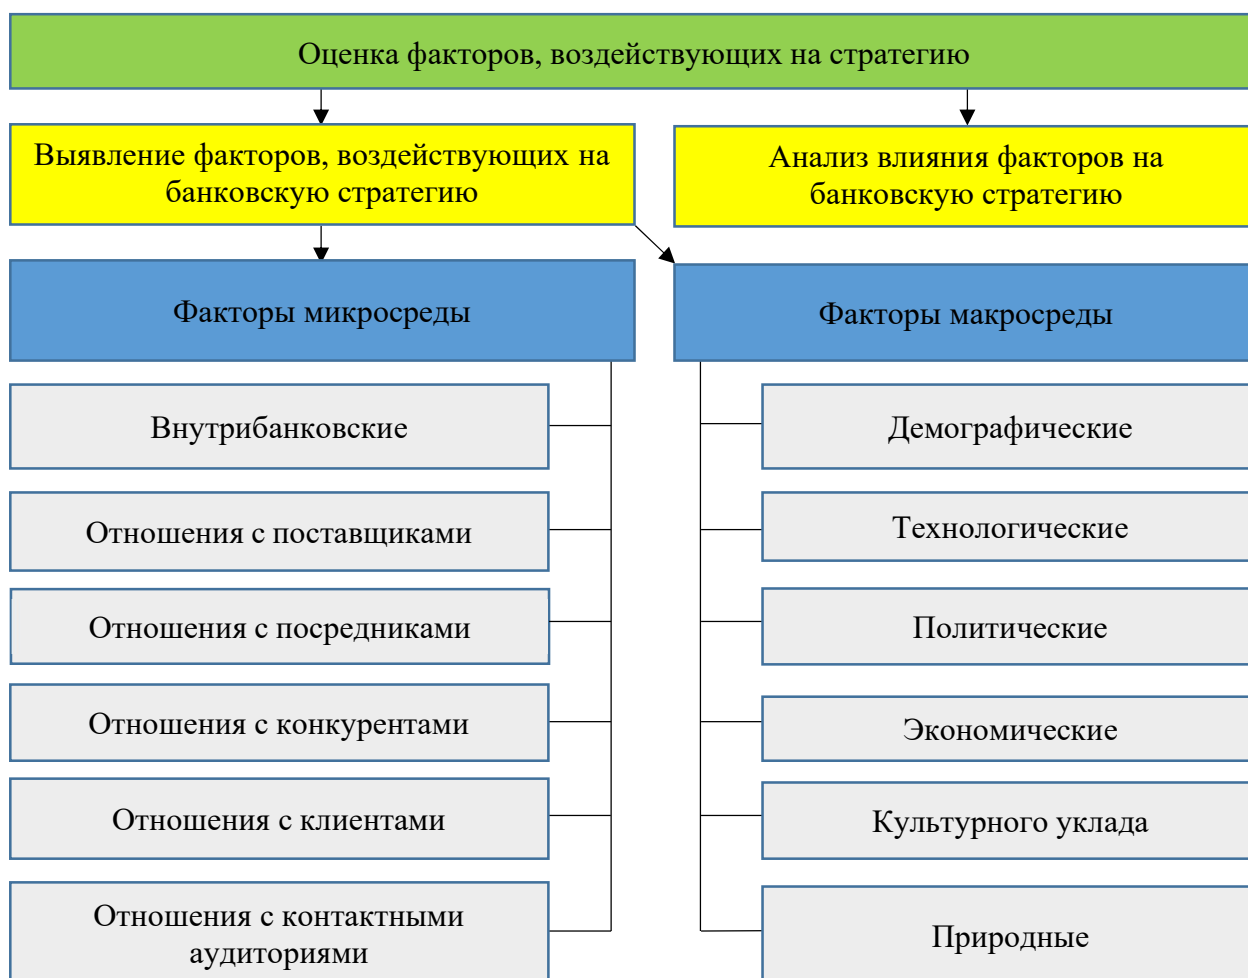 Оценка факторов, воздействующих на стратегию
Выявление факторов, воздействующих на
банковскую стратегию
Анализ влияния факторов на
банковскую стратегию
Факторы микросреды
Факторы макросреды
Внутрибанковские
Отношения с поставщиками
Отношения с посредниками
Отношения с конкурентами
Отношения с клиентами
Отношения с контактными
аудиториями
Демографические
Технологические
Политические
Экономические
Культурного уклада
Природные